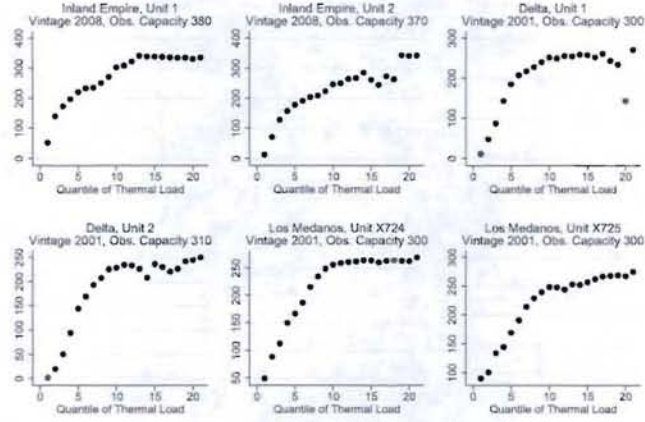 Inland Empire, Unit 1
Vintage 2008, Obs. Capacity 380
400
300
200
100
0
0 5 10 15 20
Quantile of Thermal Load
Inland Empire, Unit 2
Vintage 2008, Obs. Capacity 370
400
300
200
100
0
0 5 10 15 20
Quantile of Thermal Load
Delta, Unit 1
Vintage 2001, Obs. Capacity 300
300
200
100
0
0 5 10 15 20
Quantile of Thermal Load
Delta, Unit 2
Vintage 2001, Obs. Capacity 310
250
200
150
100
50
0
0 5 10 15 20
Quantile of Thermal Load
Los Medanos, Unit X724
Vintage 2001, Obs. Capacity 300
250
200
150
100
50
0 5 10 15 20
Quantile of Thermal Load
Los Medanos, Unit X725
Vintage 2001, Obs. Capacity 300
300
250
200
150
100
0 5 10 15 20
Quantile of Thermal Load